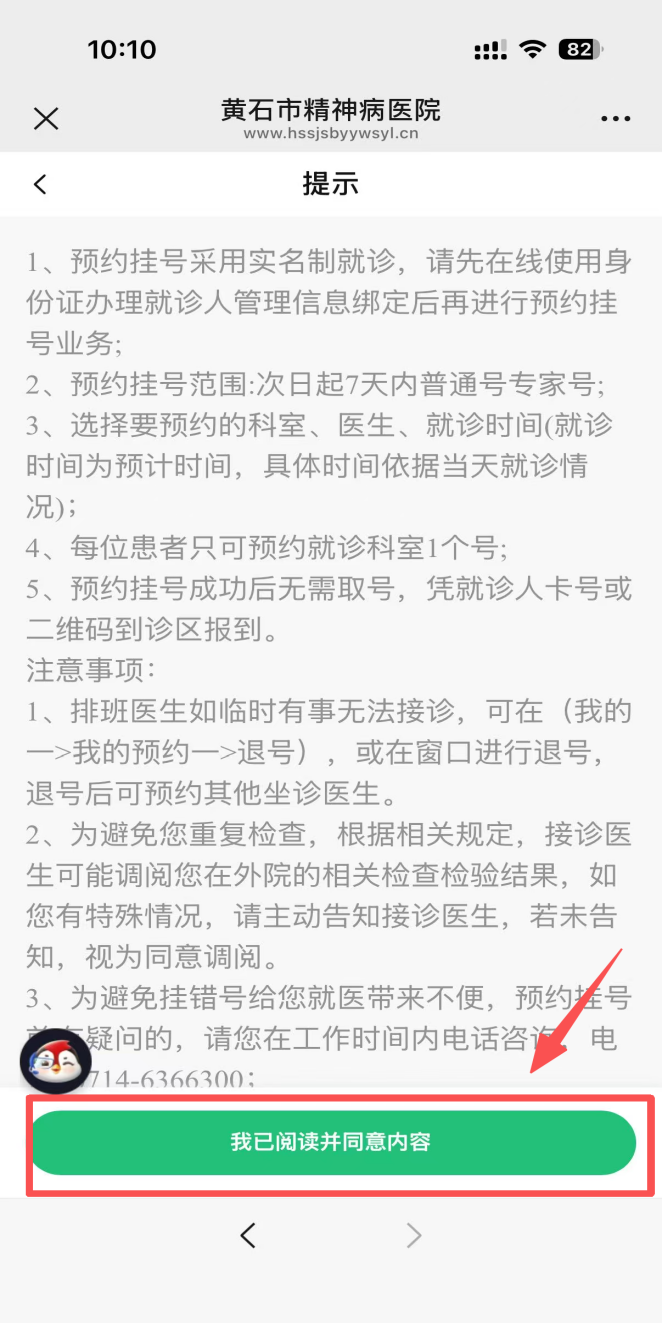 10:10
82
黄石市精神病医院
www.hssjsbyywsyl.cn
提示
1、预约挂号采用实名制就诊，请先在线使用身
份证办理就诊人管理信息绑定后再进行预约挂
号业务;
2、预约挂号范围:次日起7天内普通号专家号;
3、选择要预约的科室、医生、就诊时间(就诊
时间为预计时间，具体时间依据当天就诊情
况);
4、每位患者只可预约就诊科室1个号;
5、预约挂号成功后无需取号，凭就诊人卡号或
二维码到诊区报到。
注意事项：
1、排班医生如临时有事无法接诊，可在（我的
一>我的预约一>退号），或在窗口进行退号，
退号后可预约其他坐诊医生。
2、为避免您重复检查，根据相关规定，接诊医
生可能调阅您在外院的相关检查检验结果，如
您有特殊情况，请主动告知接诊医生，若未告
知，视为同意调阅。
3、为避免挂错号给您就医带来不便，预约挂号
疑问的，请您在工作时间内电话咨询，电
714-6366300；
我已阅读并同意内容